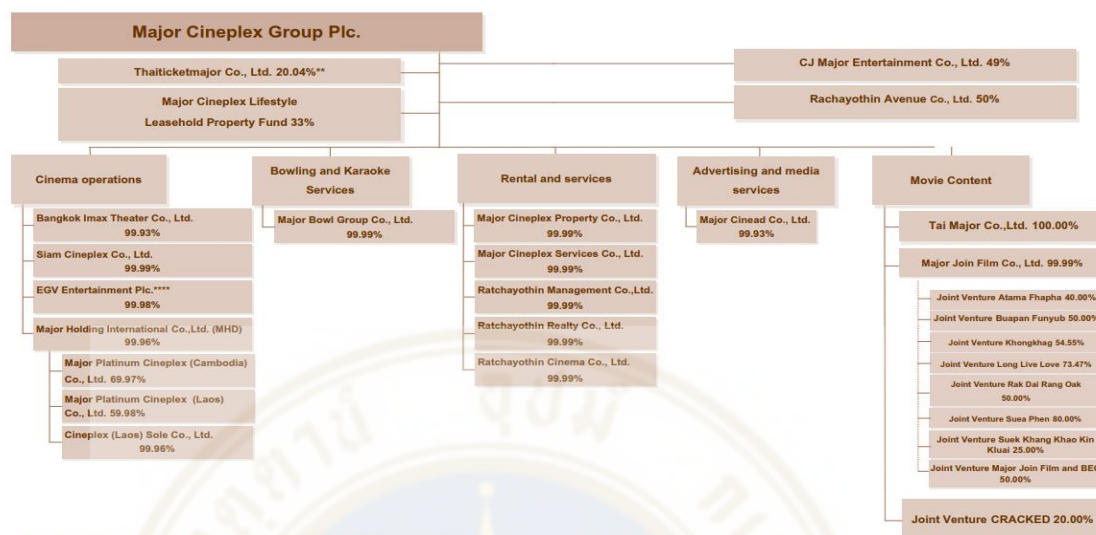 Major Cineplex Group Plc.
Thaiticketmajor Co., Ltd. 20.04%**
Major Cineplex Lifestyle
Leasehold Property Fund 33%
CJ Major Entertainment Co., Ltd. 49%
Rachayothin Avenue Co., Ltd. 50%
Cinema operations
Bangkok Imax Theater Co., Ltd.
99.93%
Siam Cineplex Co., Ltd.
99.99%
EGV Entertainment Plc.****
99.98%
Major Holding International Co.,Ltd. (MHD)
99.96%
Major Platinum Cineplex (Cambodia)
Co., Ltd. 69.97%
Major Platinum Cineplex (Laos)
Co., Ltd. 59.98%
Cineplex (Laos) Sole Co., Ltd.
99.96%
Bowling and Karaoke
Services
Major Bowl Group Co., Ltd.
99.99%
Rental and services
Major Cineplex Property Co., Ltd.
99.99%
Major Cineplex Services Co., Ltd.
99.99%
Ratchayothin Management Co.,Ltd.
99.99%
Ratchayothin Realty Co., Ltd.
99.99%
Ratchayothin Cinema Co., Ltd.
99.99%
Advertising and media
services
Major Cinead Co., Ltd.
99.93%
Movie Content
Tai Major Co.,Ltd. 100.00%
Major Join Film Co., Ltd. 99.99%
Joint Venture Atama Fhapha 40.00%
Joint Venture Buapan Funyub 50.00%
Joint Venture Khongkhag 54.55%
Joint Venture Long Live Love 73.47%
Joint Venture Rak Dai Rang Oak
50.00%
Joint Venture Suea Phen 80.00%
Joint Venture Suek Khang Khao Kin
Kluai 25.00%
Joint Venture Major Join Film and BEC
50.00%
Joint Venture CRACKED 20.00%